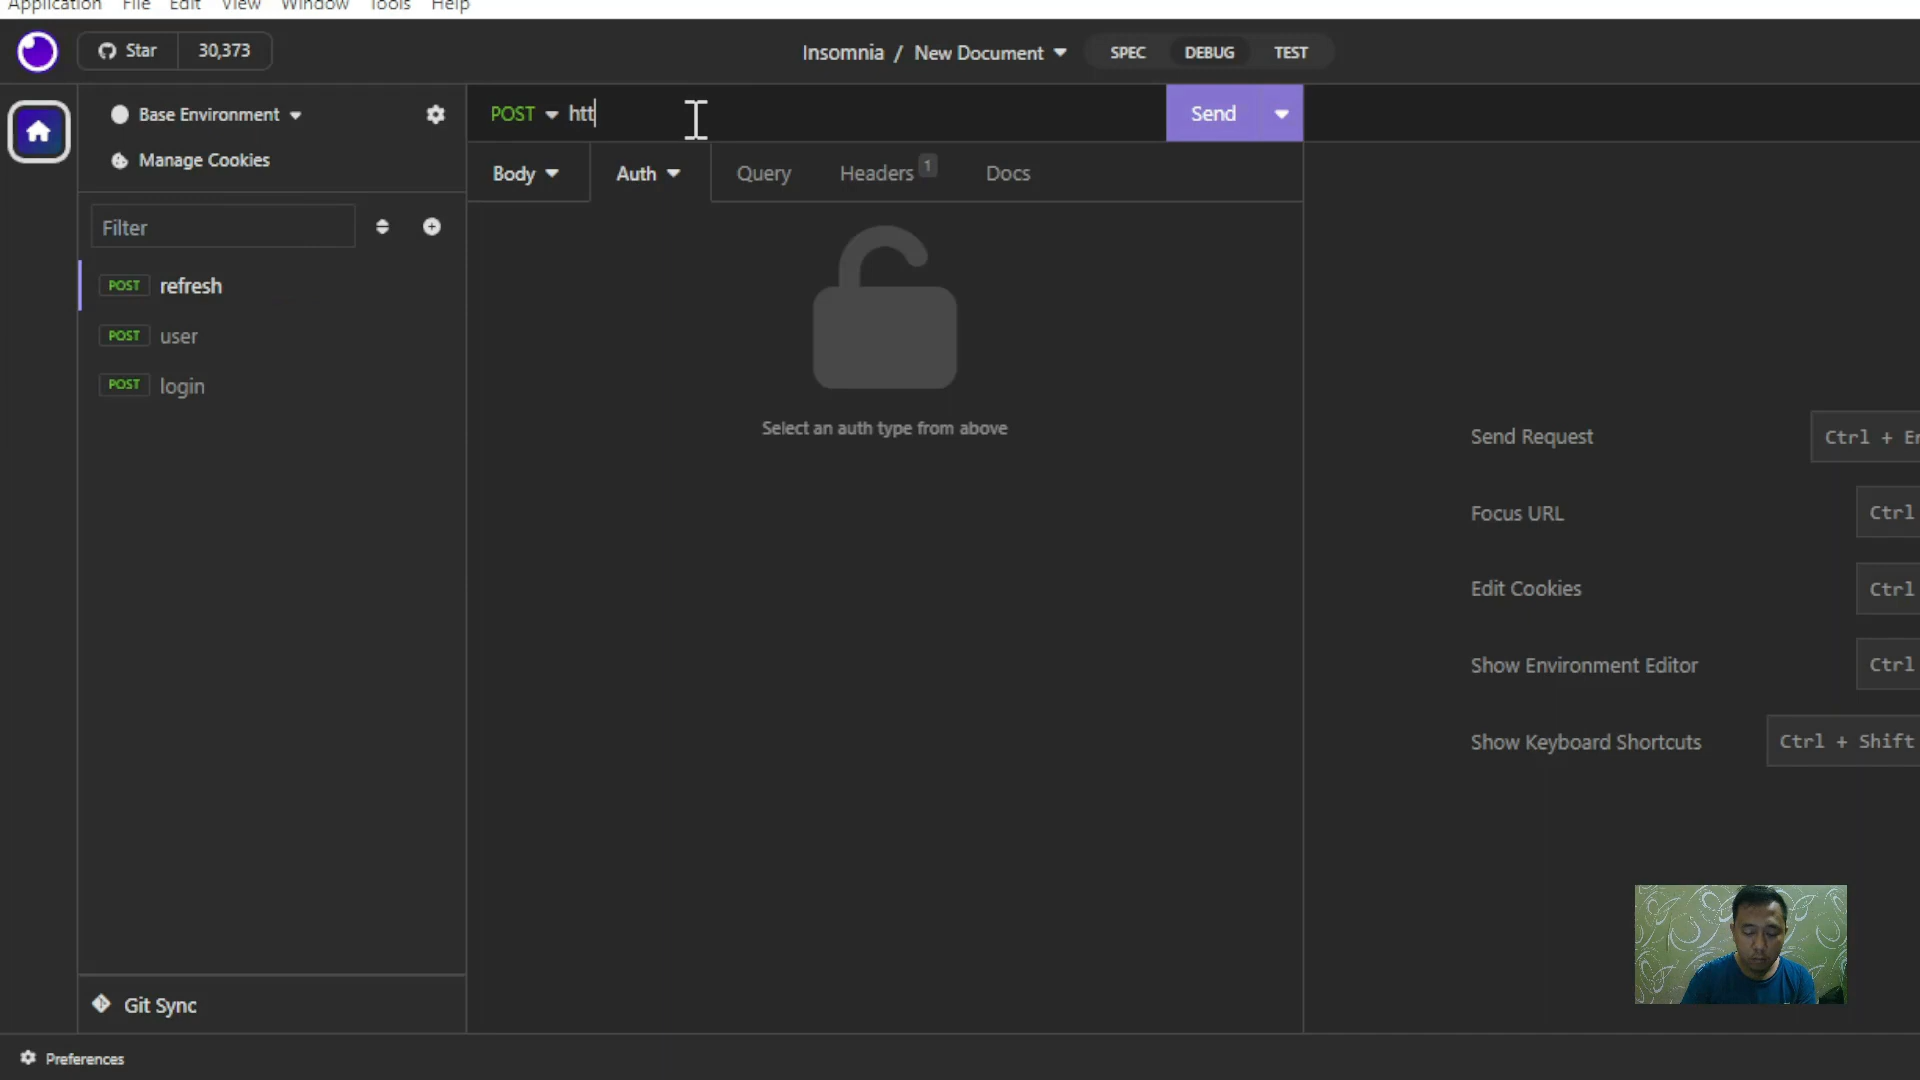 Application File Edit View Window Tools Help
Star 30,373
Insomnia / New Document
SPEC DEBUG TEST
Base Environment
Manage Cookies
POST htt
Send
Body Auth Query Headers 1 Docs
Filter
POST refresh
POST user
POST login
Select an auth type from above
Send Request Ctrl +
Focus URL Ctrl
Edit Cookies Ctrl
Show Environment Editor Ctrl
Show Keyboard Shortcuts Ctrl + Shift
Git Sync
Preferences